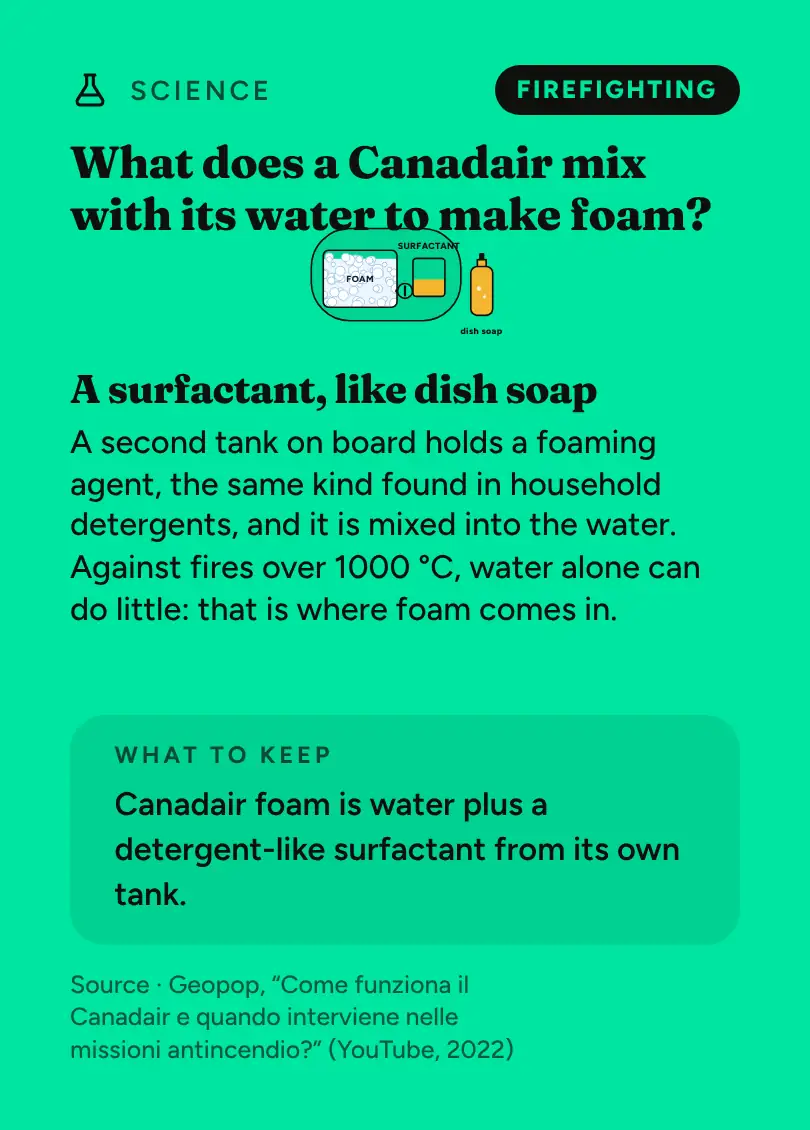 SCIENCE
FIREFIGHTING
What does a Canadair mix
with its water to make foam?
SURFACTANT
FOAM
dish soap
A surfactant, like dish soap
A second tank on board holds a foaming
agent, the same kind found in household
detergents, and it is mixed into the water.
Against fires over 1000 °C, water alone can
do little: that is where foam comes in.
WHAT TO KEEP
Canadair foam is water plus a
detergent-like surfactant from its own
tank.
Source · Geopop, “Come funziona il
Canadair e quando interviene nelle
missioni antincendio?” (YouTube, 2022)